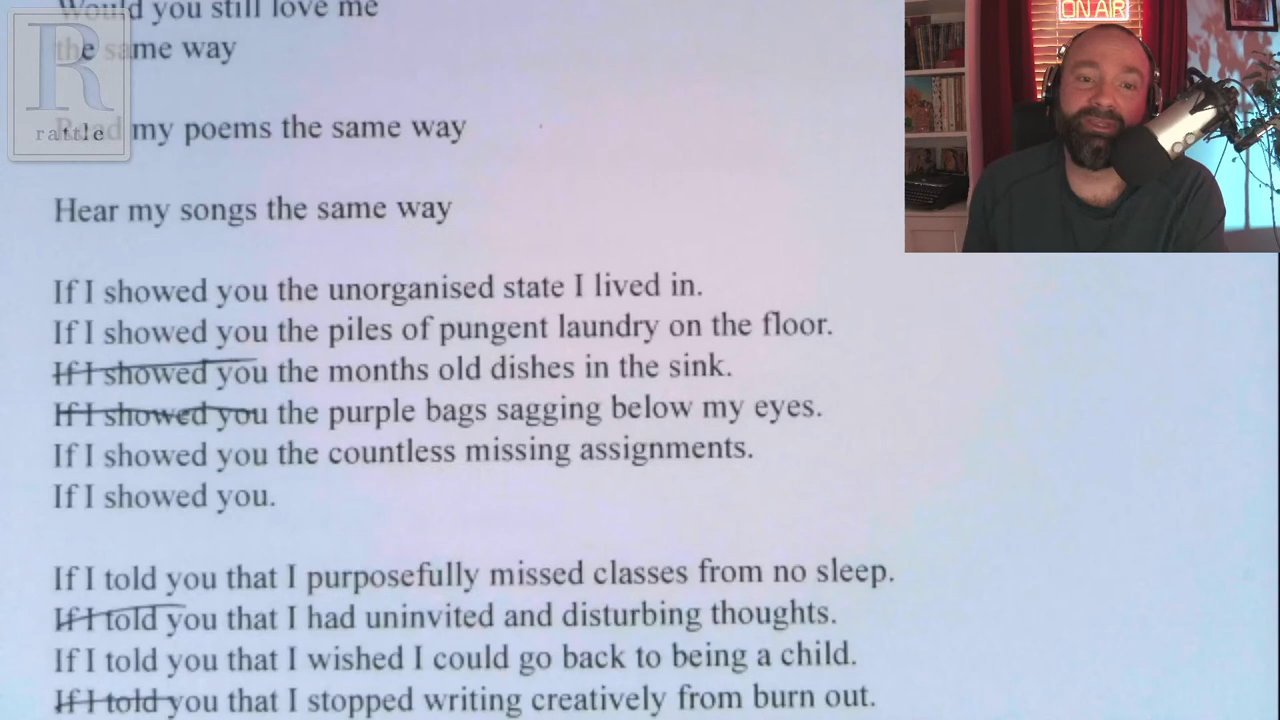 Would you still love me
the same way
R
rattle
Read my poems the same way
Hear my songs the same way
If I showed you the unorganised state I lived in.
If I showed you the piles of pungent laundry on the floor.
If I showed you the months old dishes in the sink.
If I showed you the purple bags sagging below my eyes.
If I showed you the countless missing assignments.
If I showed you.
If I told you that I purposefully missed classes from no sleep.
If I told you that I had uninvited and disturbing thoughts.
If I told you that I wished I could go back to being a child.
If I told you that I stopped writing creatively from burn out.
ON AIR